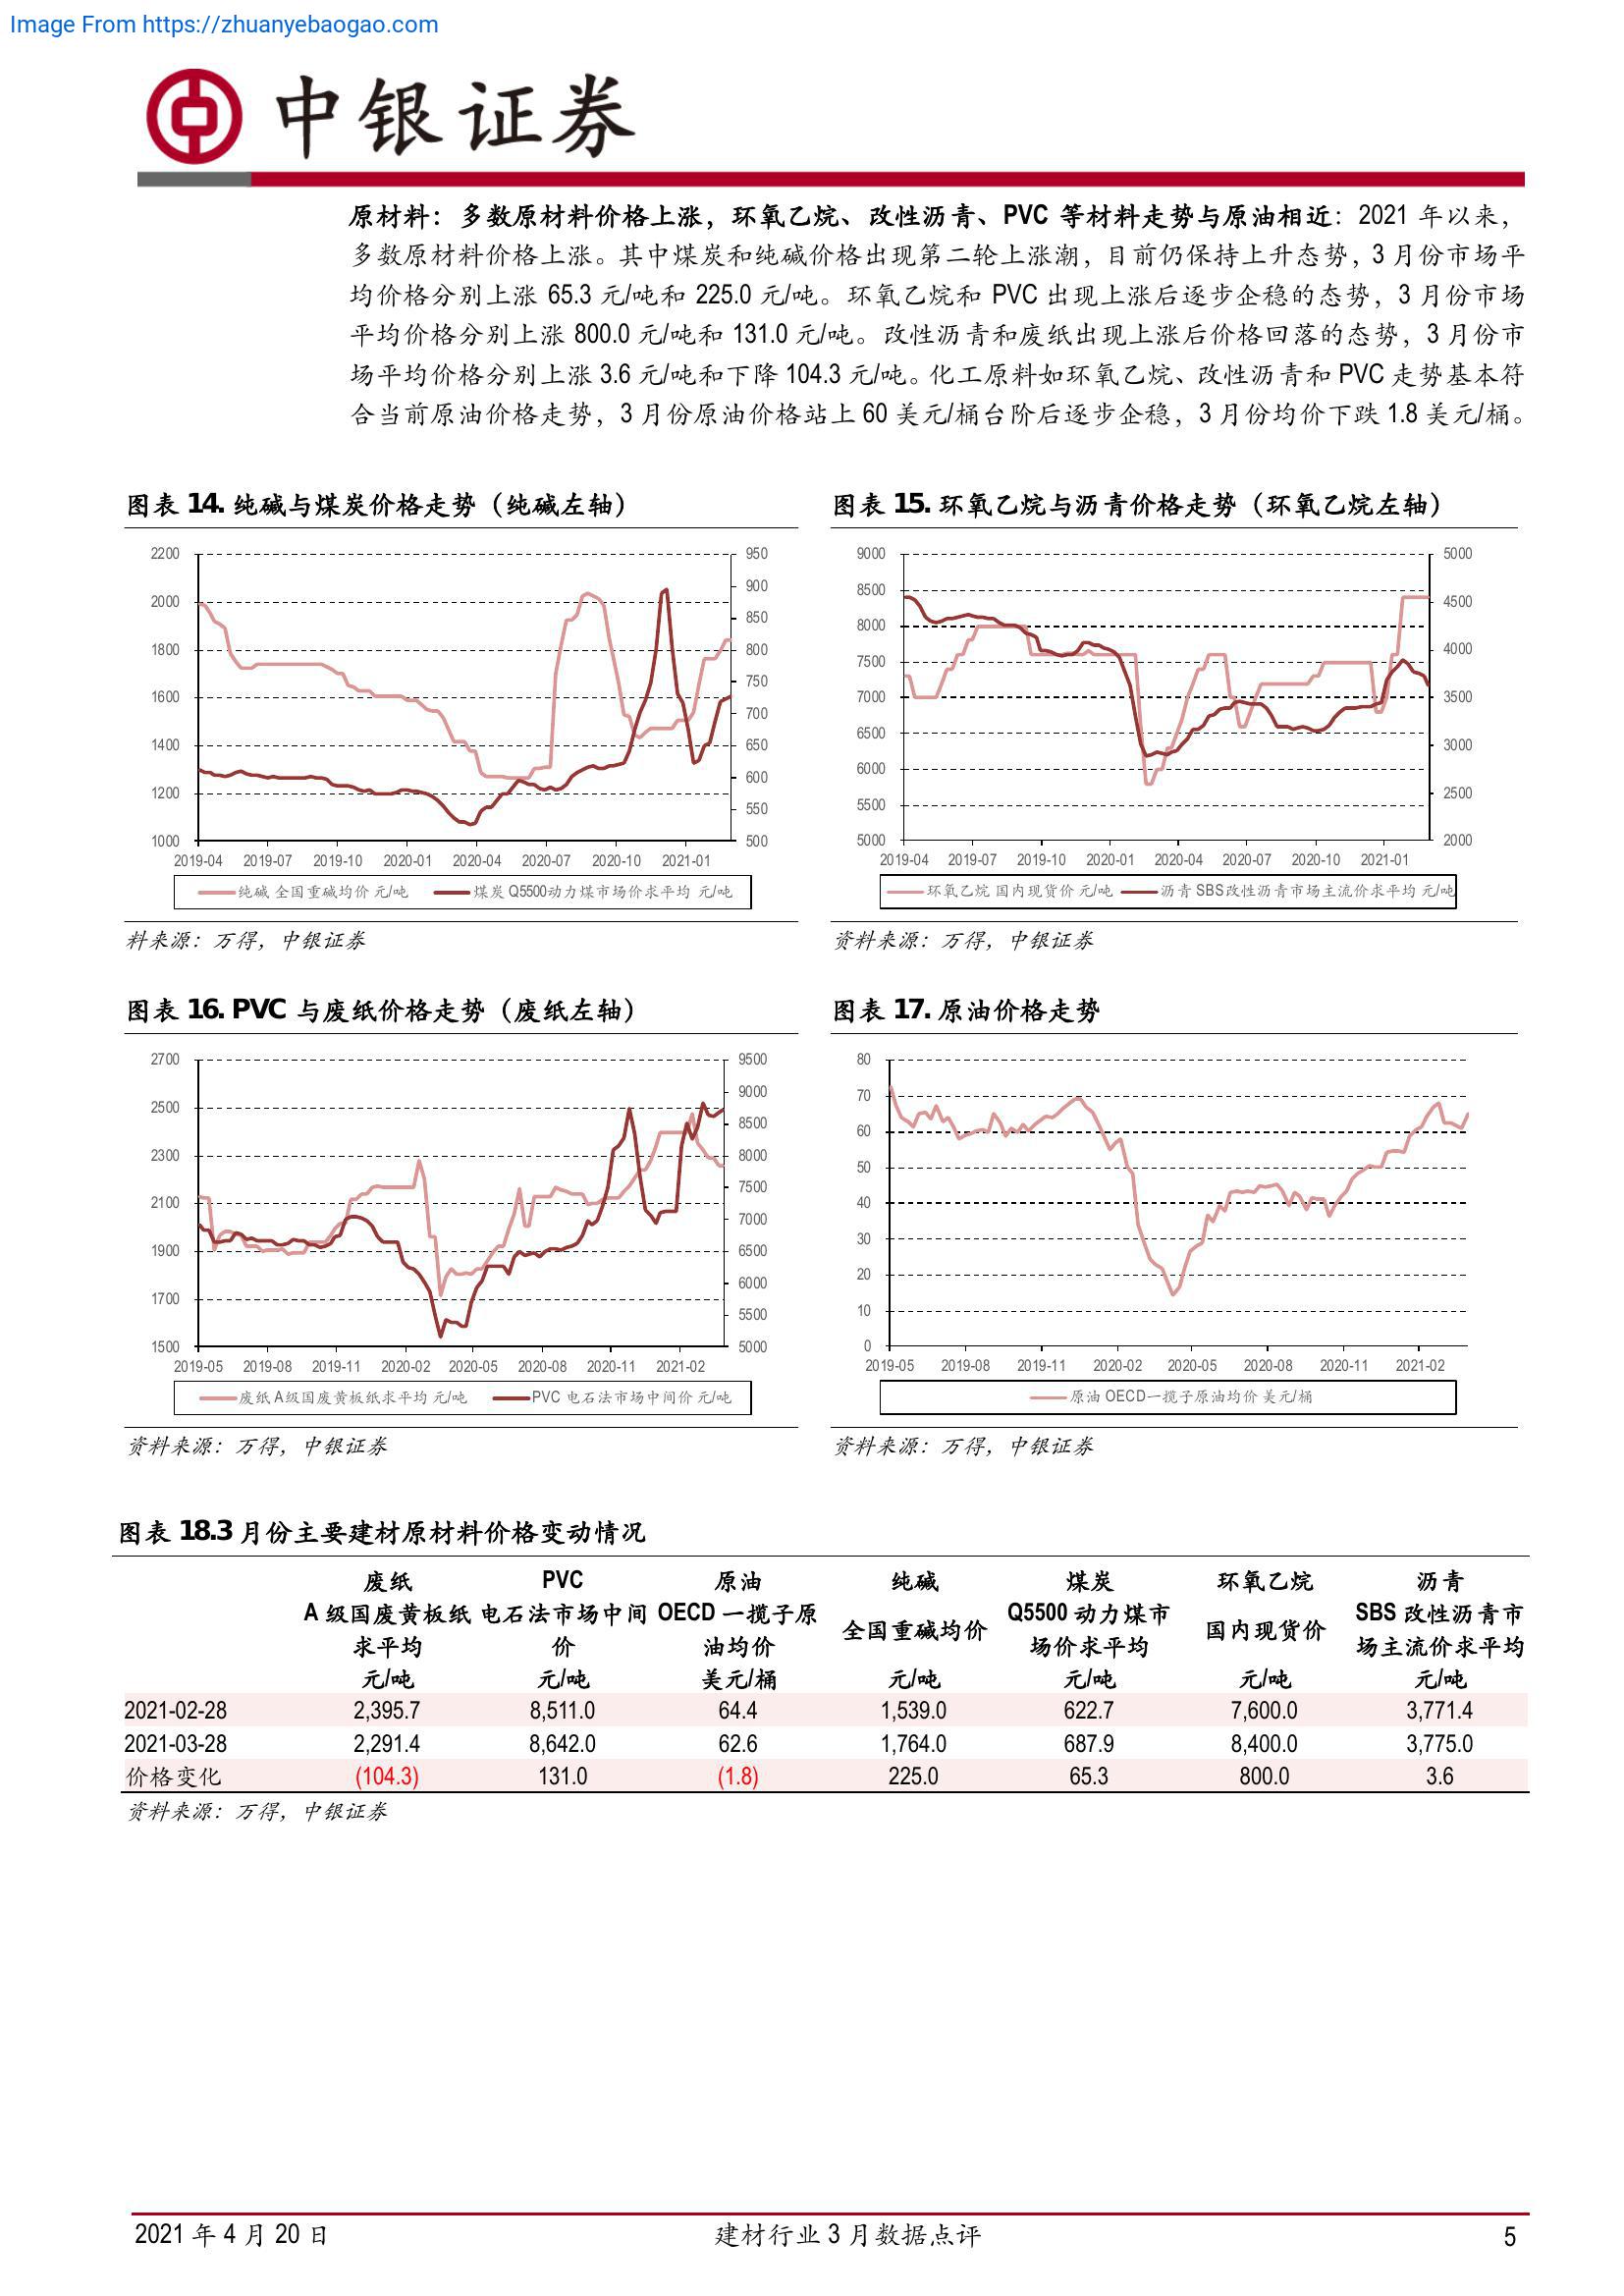 Image From https://zhuanyebaogao.com
中银证券
原材料：多数原材料价格上涨，环氧乙烷、改性沥青、PVC 等材料走势与原油相近：2021 年以来，
多数原材料价格上涨。其中煤炭和纯碱价格出现第二轮上涨潮，目前仍保持上升态势，3 月份市场平
均价格分别上涨 65.3 元/吨和 225.0 元/吨。环氧乙烷和 PVC 出现上涨后逐步企稳的态势，3 月份市场
平均价格分别上涨 800.0 元/吨和 131.0 元/吨。改性沥青和废纸出现上涨后价格回落的态势，3 月份市
场平均价格分别上涨 3.6 元/吨和下降 104.3 元/吨。化工原料如环氧乙烷、改性沥青和 PVC 走势基本符
合当前原油价格走势，3 月份原油价格站上 60 美元/桶台阶后逐步企稳，3 月份均价下跌 1.8 美元/桶。
图表 14. 纯碱与煤炭价格走势（纯碱左轴）
2200 950
900
2000 850
1800 800
750
1600 700
1400 650
600
1200 550
1000 500
2019-04 2019-07 2019-10 2020-01 2020-04 2020-07 2020-10 2021-01
纯碱 全国重碱均价 元/吨 煤炭 Q5500动力煤市场价求平均 元/吨
料来源：万得，中银证券
图表 15. 环氧乙烷与沥青价格走势（环氧乙烷左轴）
9000 5000
8500 4500
8000 4000
7500
7000 3500
6500 3000
6000 2500
5500
5000 2000
2019-04 2019-07 2019-10 2020-01 2020-04 2020-07 2020-10 2021-01
环氧乙烷 国内现货价 元/吨 沥青 SBS改性沥青市场主流价求平均 元/吨
资料来源：万得，中银证券
图表 16. PVC 与废纸价格走势（废纸左轴）
2700 9500
9000
2500 8500
2300 8000
7500
2100 7000
1900 6500
6000
1700 5500
1500 5000
2019-05 2019-08 2019-11 2020-02 2020-05 2020-08 2020-11 2021-02
废纸 A级国废黄板纸求平均 元/吨 PVC 电石法市场中间价 元/吨
资料来源：万得，中银证券
图表 17. 原油价格走势
80
70
60
50
40
30
20
10
0
2019-05 2019-08 2019-11 2020-02 2020-05 2020-08 2020-11 2021-02
原油 OECD一揽子原油均价 美元/桶
资料来源：万得，中银证券
图表 18.3 月份主要建材原材料价格变动情况
废纸 PVC 原油 纯碱 煤炭 环氧乙烷 沥青
A 级国废黄板纸 电石法市场中间 OECD 一揽子原 全国重碱均价 Q5500 动力煤市 国内现货价 SBS 改性沥青市
求平均 价 油均价 场价求平均 场主流价求平均
元/吨 元/吨 美元/桶 元/吨 元/吨 元/吨 元/吨
2021-02-28 2,395.7 8,511.0 64.4 1,539.0 622.7 7,600.0 3,771.4
2021-03-28 2,291.4 8,642.0 62.6 1,764.0 687.9 8,400.0 3,775.0
价格变化 (104.3) 131.0 (1.8) 225.0 65.3 800.0 3.6
资料来源：万得，中银证券
2021 年 4 月 20 日 建材行业 3 月数据点评 5